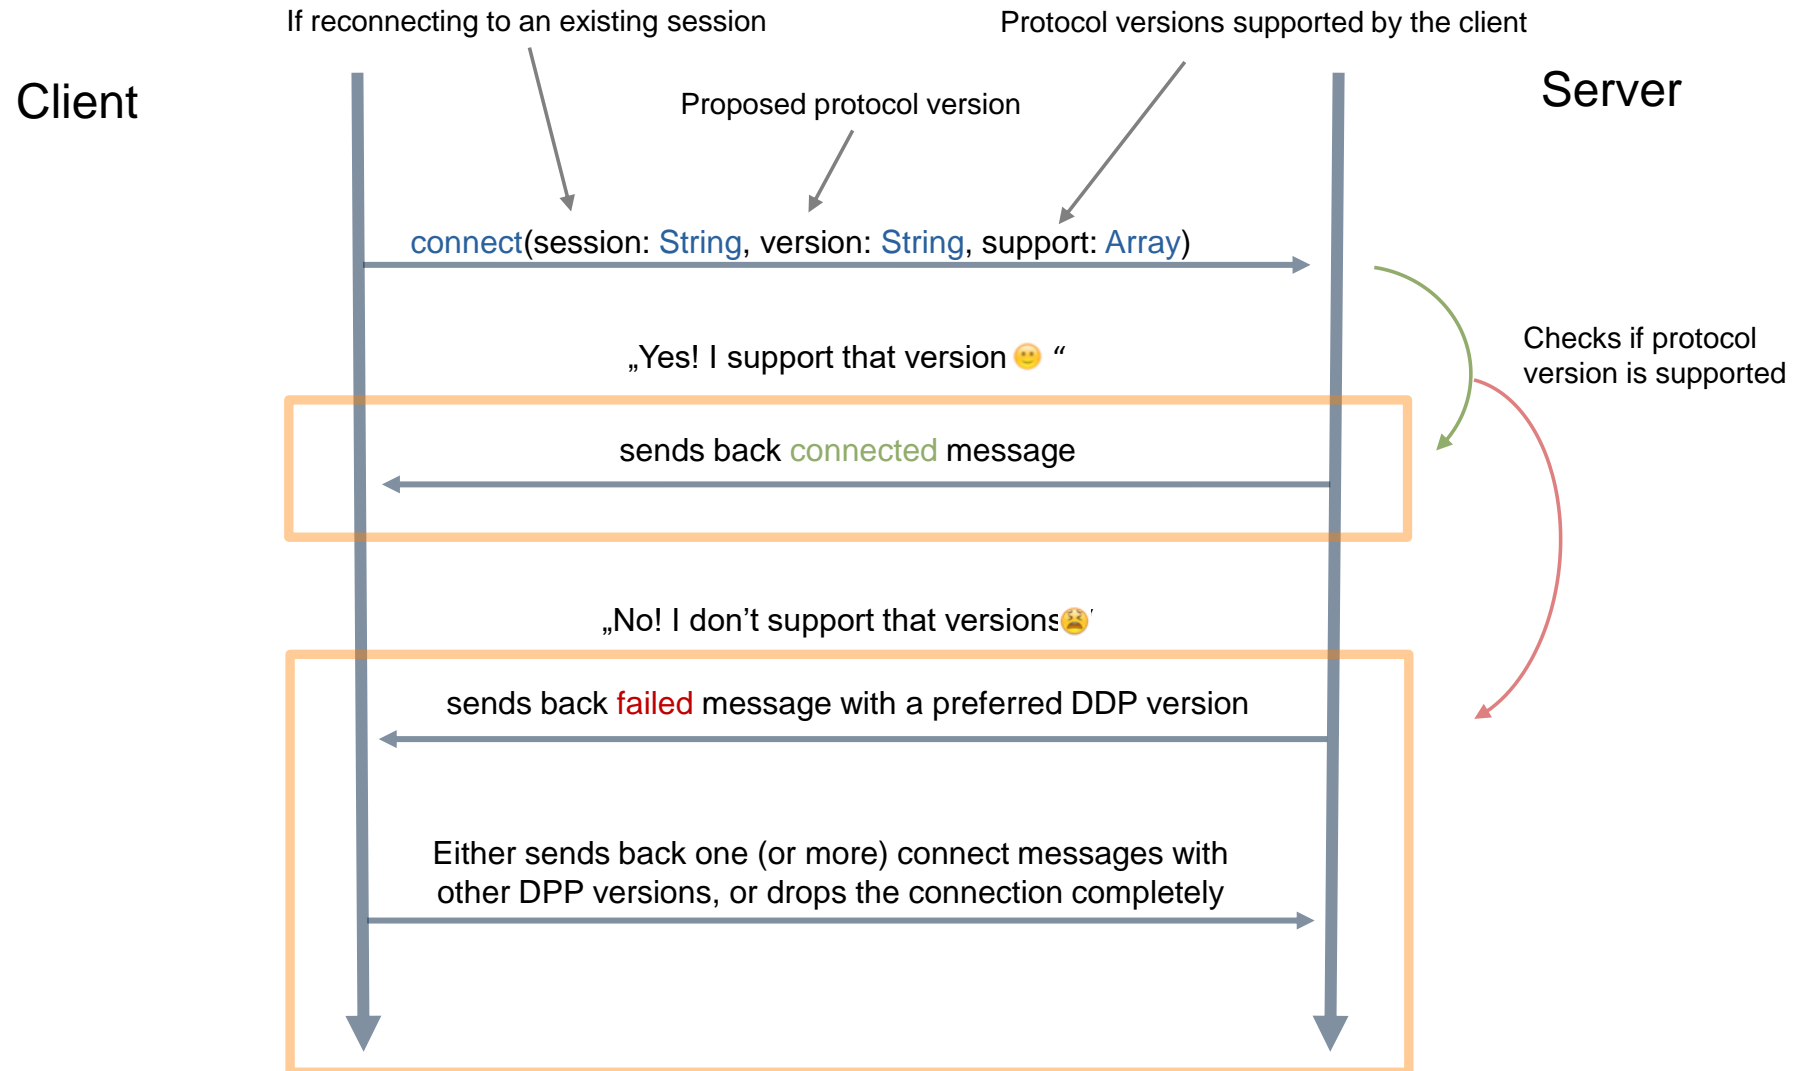 If reconnecting to an existing session
Protocol versions supported by the client
Client
Server
Proposed protocol version
connect(session: String, version: String, support: Array)
„Yes! I support that version 🙂 “
Checks if protocol
version is supported
sends back connected message
„No! I don’t support that versions😫
sends back failed message with a preferred DDP version
Either sends back one (or more) connect messages with
other DPP versions, or drops the connection completely